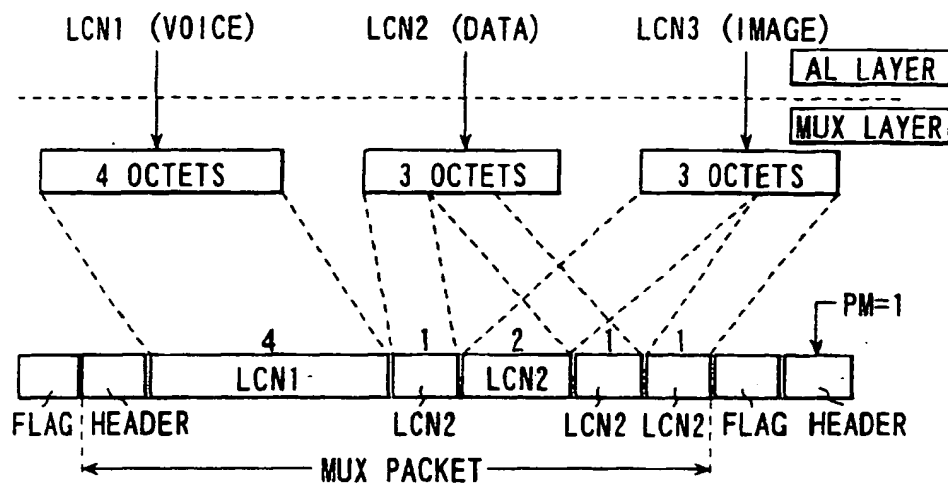 LCN1 (VOICE) LCN2 (DATA) LCN3 (IMAGE)
AL LAYER
MUX LAYER
4 OCTETS 3 OCTETS 3 OCTETS
PM=1
4 1 2 1 1
LCN1 LCN2
FLAG HEADER LCN2 LCN2 LCN2 FLAG HEADER
MUX PACKET